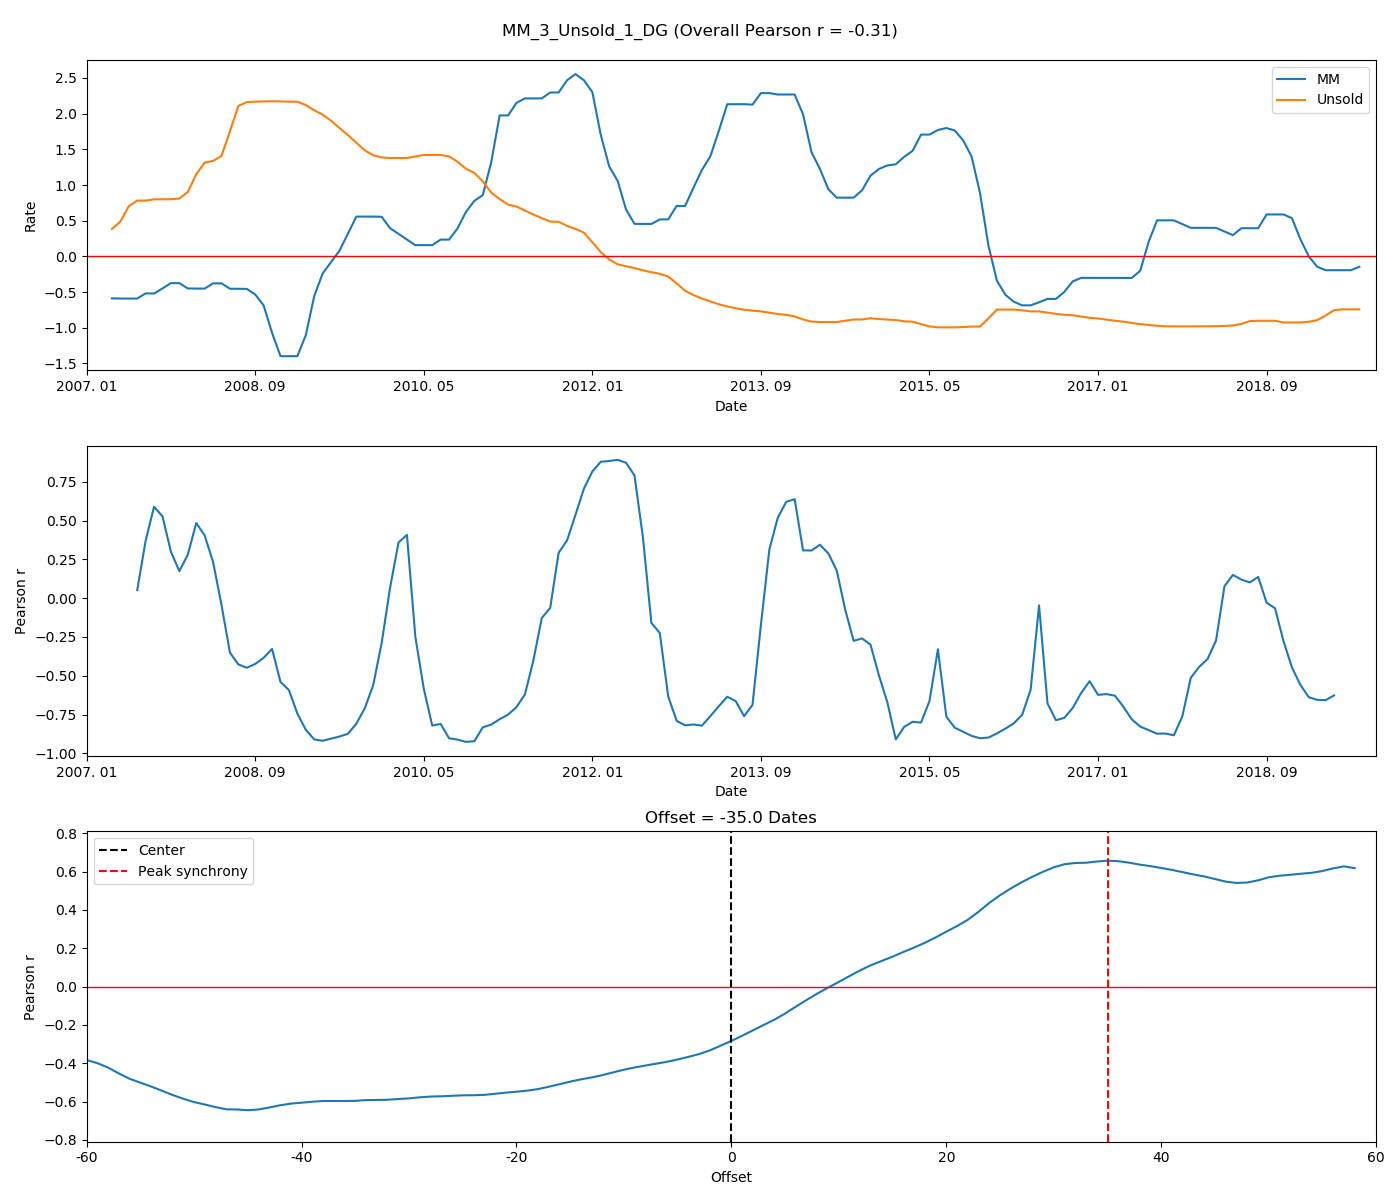 MM_3_Unsold_1_DG (Overall Pearson r = -0.31)
2.5
2.0
1.5
1.0
0.5
0.0
−0.5
−1.0
−1.5
Rate
MM
Unsold
2007. 01 2008. 09 2010. 05 2012. 01 2013. 09 2015. 05 2017. 01 2018. 09
Date
0.75
0.50
0.25
0.00
−0.25
−0.50
−0.75
−1.00
Pearson r
2007. 01 2008. 09 2010. 05 2012. 01 2013. 09 2015. 05 2017. 01 2018. 09
Date
Offset = -35.0 Dates
0.8
0.6
0.4
0.2
0.0
−0.2
−0.4
−0.6
−0.8
Pearson r
Center
Peak synchrony
-60 -40 -20 0 20 40 60
Offset